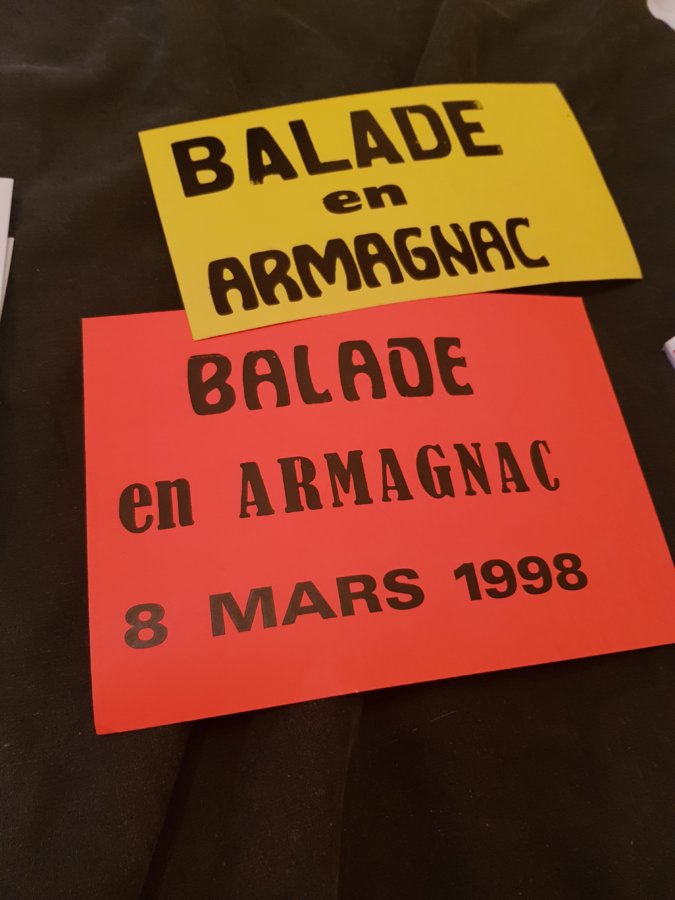 BALADE
en
ARMAGNAC
BALADE
en ARMAGNAC
8 MARS 1998